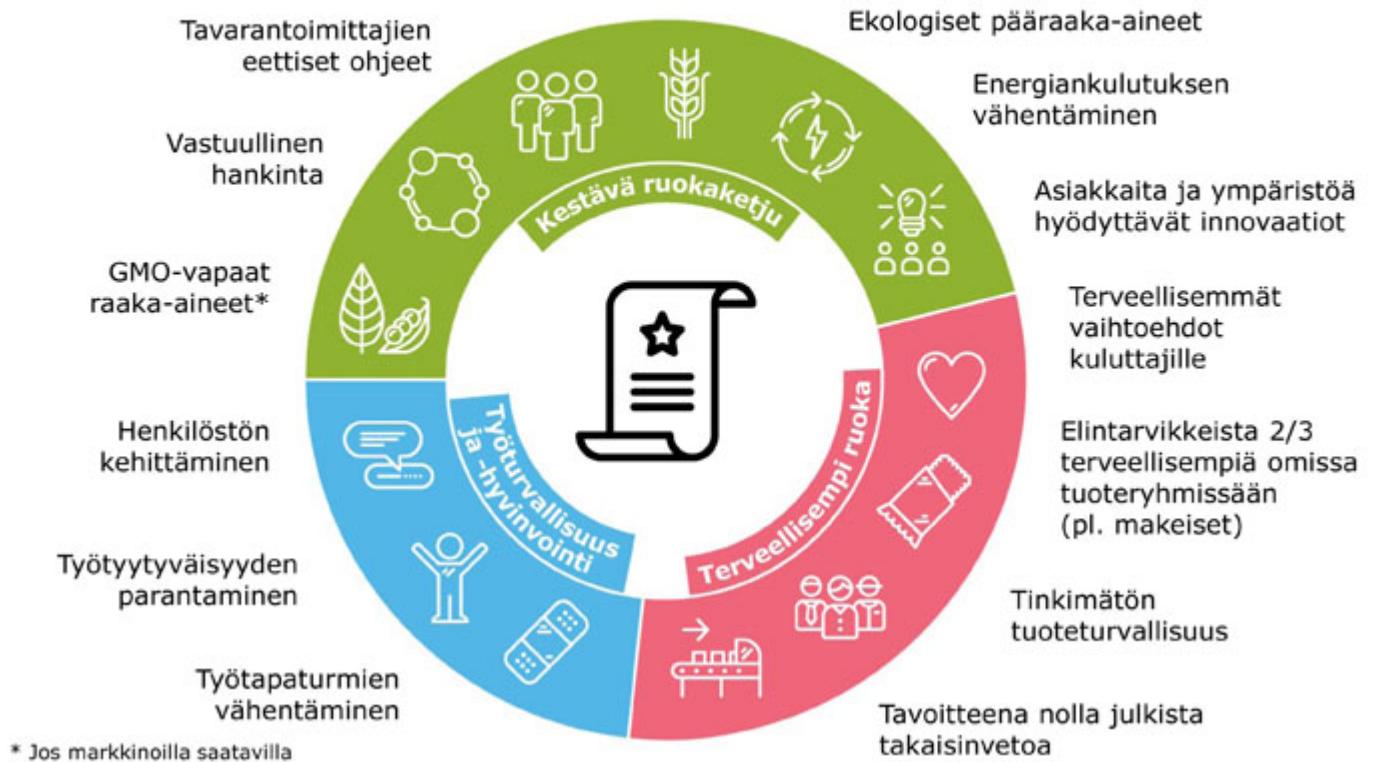 Tavarantoimittajien
eettiset ohjeet
Vastuullinen
hankinta
GMO-vapaat
raaka-aineet*
Henkilöstön
kehittäminen
Työtyytyväisyyden
parantaminen
Työtapaturmien
vähentäminen
* Jos markkinoilla saatavilla
Kestävä ruokaketju
Työturvallisuus
ja -hyvinvointi
Terveellisempi ruoka
Ekologiset pääraaka-aineet
Energiankulutuksen
vähentäminen
Asiakkaita ja ympäristöä
hyödyttävät innovaatiot
Terveellisemmät
vaihtoehdot
kuluttajille
Elintarvikkeista 2/3
terveellisempiä omissa
tuoteryhmissään
(pl. makeiset)
Tinkimätön
tuoteturvallisuus
Tavoitteena nolla julkista
takaisinvetoa